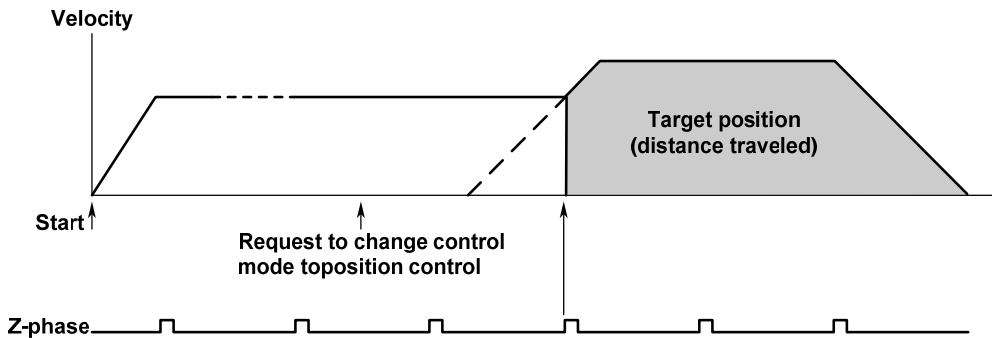 Velocity
Target position
(distance traveled)
Start
Request to change control
mode toposition control
Z-phase